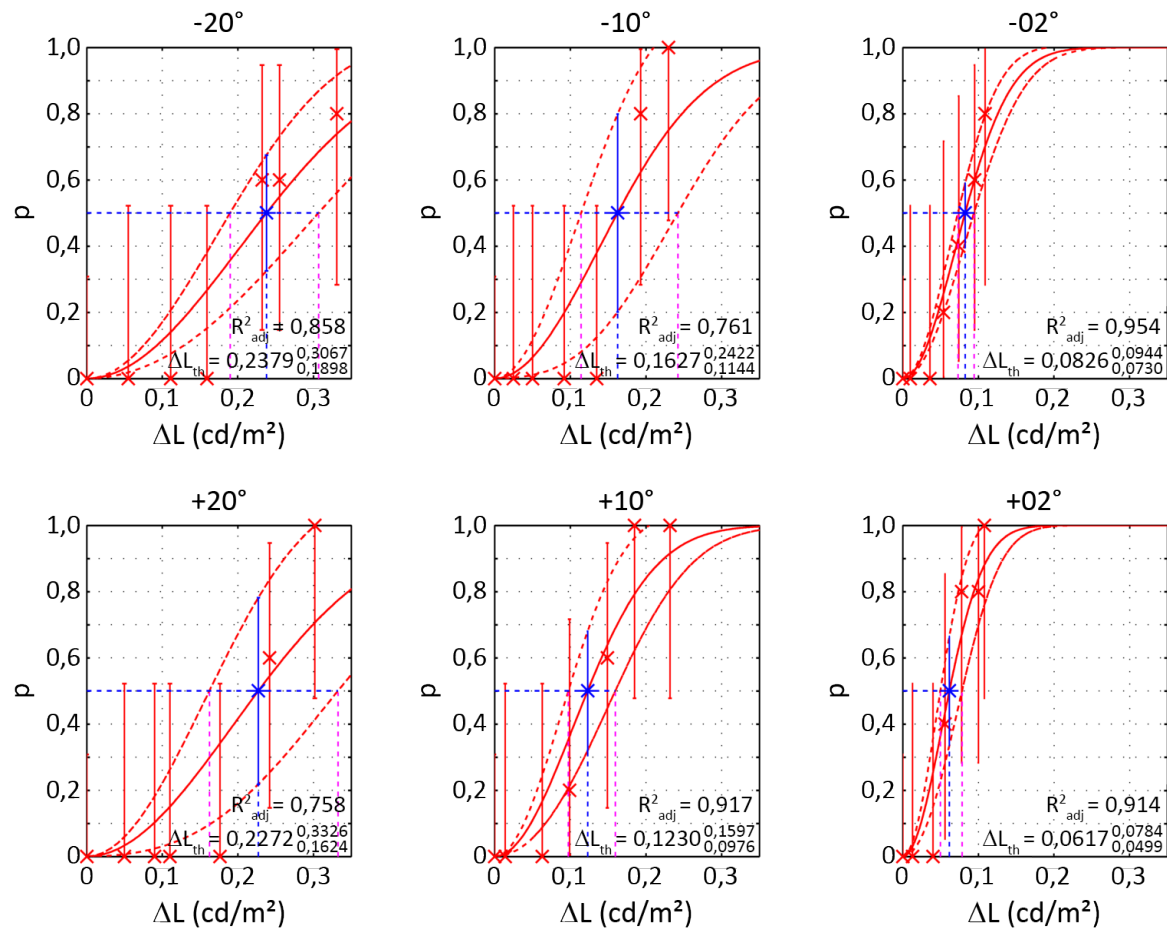 -20° -10° -02°
1,0 1,0 1,0
0,8 0,8 0,8
0,6 0,6 0,6
p p p
0,4 0,4 0,4
0,2 0,2 0,2
R²adj = 0,858 R²adj = 0,761 R²adj = 0,954
ΔLth = 0,2379 0,3067 0,1898 ΔLth = 0,1627 0,2422 0,1144 ΔLth = 0,0826 0,0944 0,0730
0 0 0
0 0,1 0,2 0,3 0 0,1 0,2 0,3 0 0,1 0,2 0,3
ΔL (cd/m²) ΔL (cd/m²) ΔL (cd/m²)
+20° +10° +02°
1,0 1,0 1,0
0,8 0,8 0,8
0,6 0,6 0,6
p p p
0,4 0,4 0,4
0,2 0,2 0,2
R²adj = 0,758 R²adj = 0,917 R²adj = 0,914
ΔLth = 0,2272 0,3326 0,1624 ΔLth = 0,1230 0,1597 0,0976 ΔLth = 0,0617 0,0784 0,0499
0 0 0
0 0,1 0,2 0,3 0 0,1 0,2 0,3 0 0,1 0,2 0,3
ΔL (cd/m²) ΔL (cd/m²) ΔL (cd/m²)